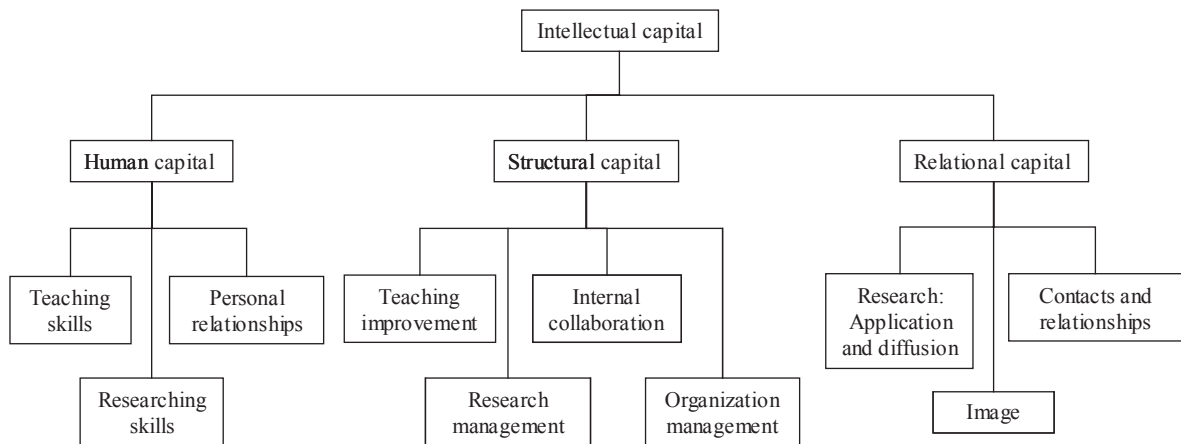 Intellectual capital
Human capital
Structural capital
Relational capital
Teaching
skills
Personal
relationships
Teaching
improvement
Internal
collaboration
Research:
Application
and diffusion
Contacts and
relationships
Researching
skills
Research
management
Organization
management
Image